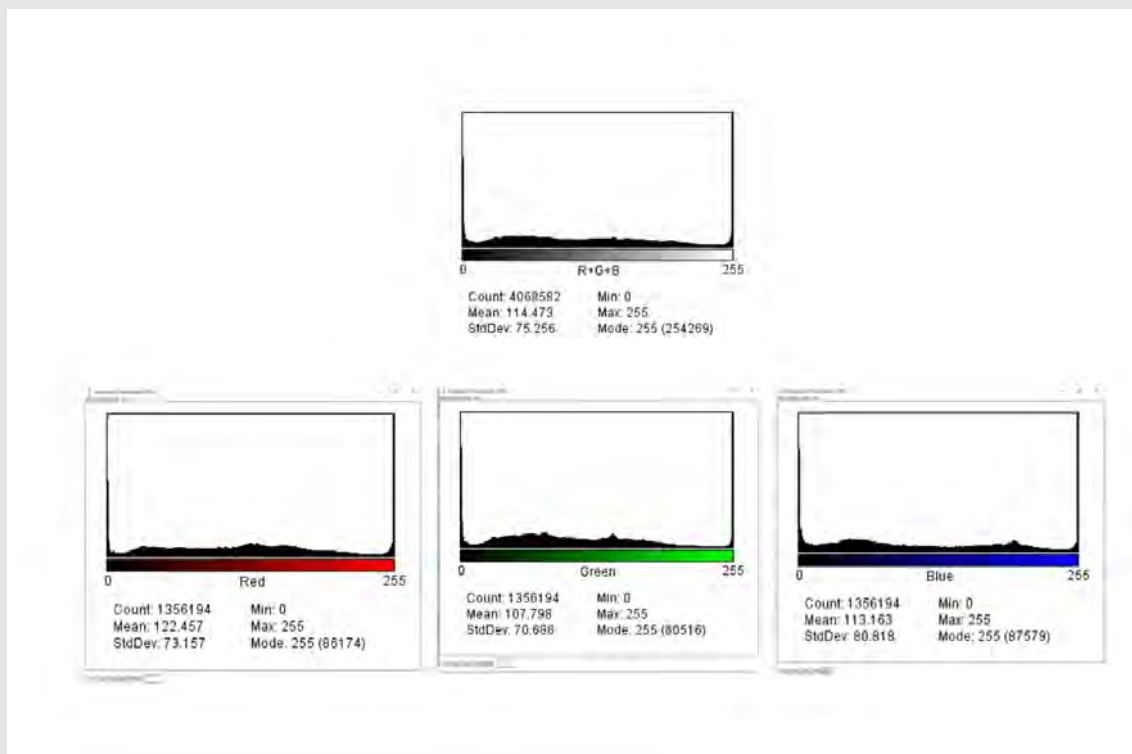 0 R+G+B 255
Count: 4068582 Min: 0
Mean: 114.473 Max: 255
StdDev: 75.256 Mode: 255 (254269)
0 Red 255
Count: 1356194 Min: 0
Mean: 122.457 Max: 255
StdDev: 73.157 Mode: 255 (86174)
0 Green 255
Count: 1356194 Min: 0
Mean: 107.798 Max: 255
StdDev: 70.686 Mode: 255 (80516)
0 Blue 255
Count: 1356194 Min: 0
Mean: 113.163 Max: 255
StdDev: 80.818 Mode: 255 (87579)